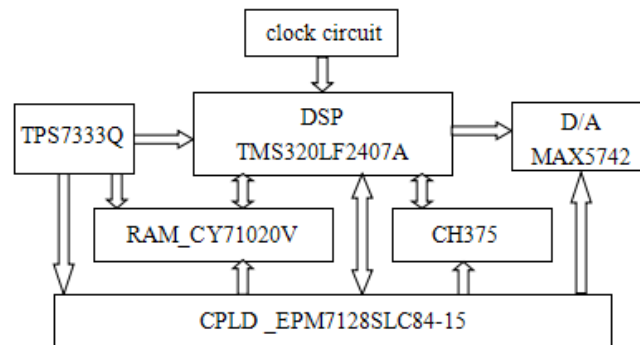 clock circuit
TPS7333Q
DSP
TMS320LF2407A
D/A
MAX5742
RAM_CY71020V
CH375
CPLD _EPM7128SLC84-15